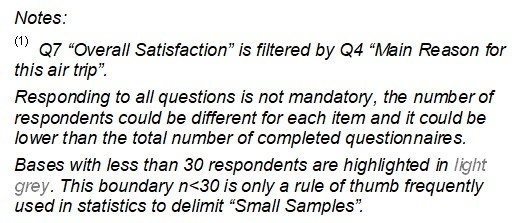 Notes:
(1) Q7 “Overall Satisfaction” is filtered by Q4 “Main Reason for
this air trip”.
Responding to all questions is not mandatory, the number of
respondents could be different for each item and it could be
lower than the total number of completed questionnaires.
Bases with less than 30 respondents are highlighted in light
grey. This boundary n<30 is only a rule of thumb frequently
used in statistics to delimit “Small Samples”.